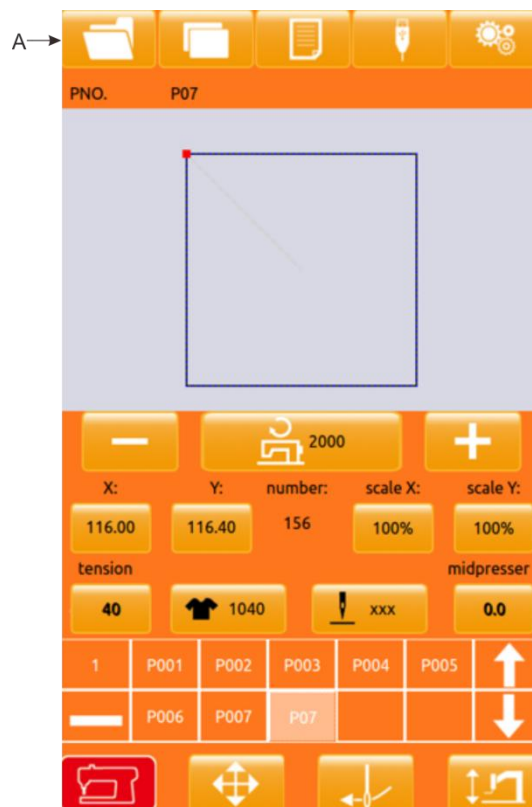 A
PNO. P07
2000
X: Y: number: scale X: scale Y:
116.00 116.40 156 100% 100%
tension midpresser
40 1040 xxx 0.0
1 P001 P002 P003 P004 P005
P006 P007 P07